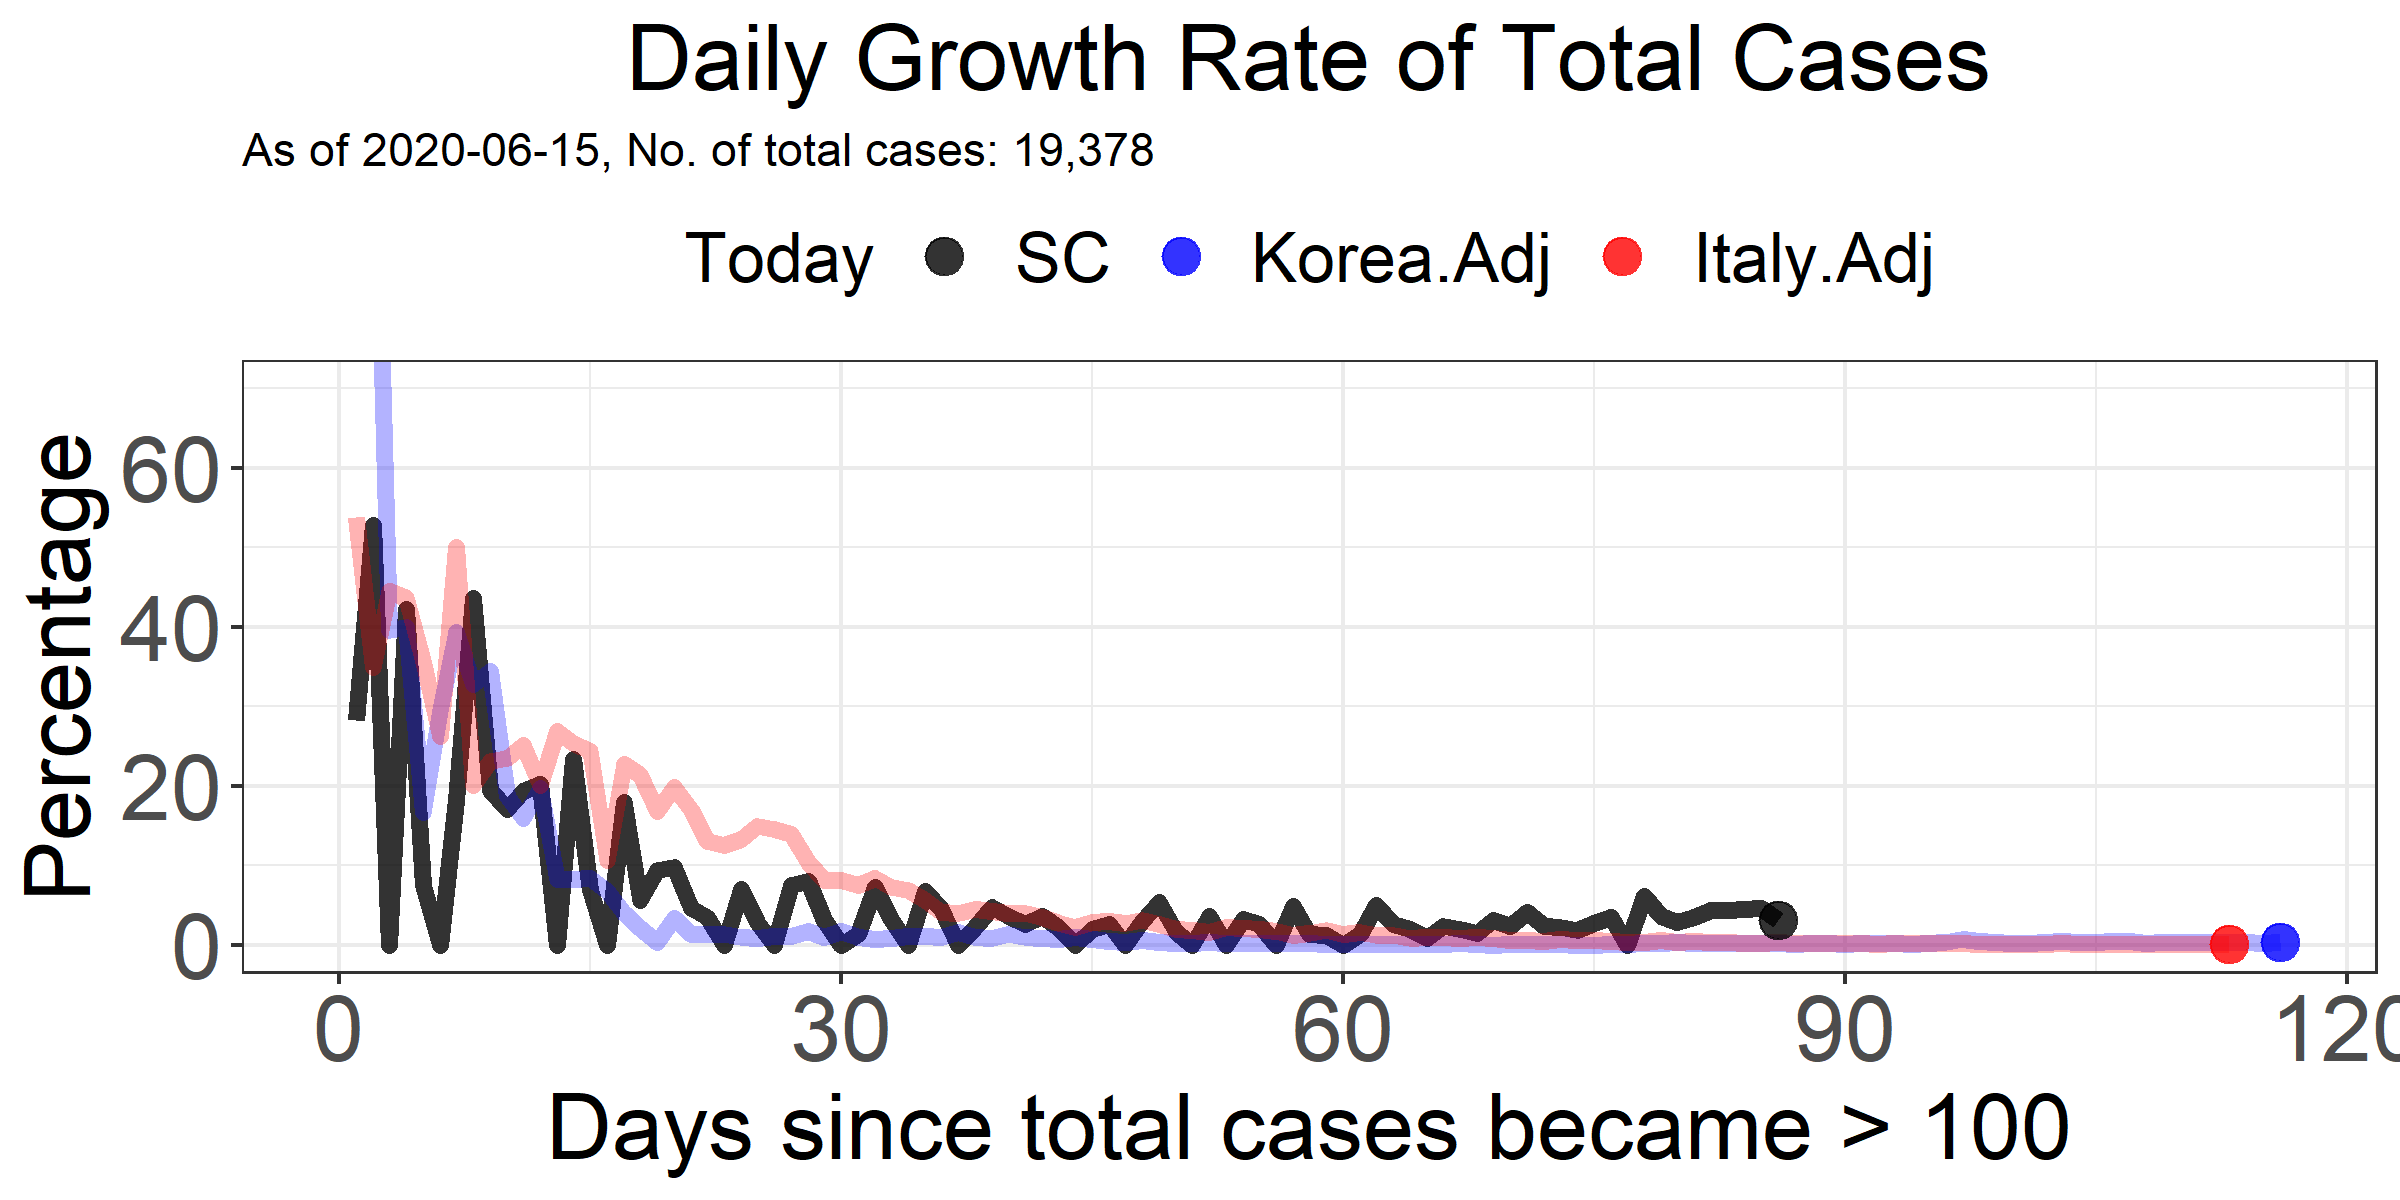 Daily Growth Rate of Total Cases
As of 2020-06-15, No. of total cases: 19,378
Today SC Korea.Adj Italy.Adj
Percentage
60
40
20
0
0 30 60 90 120
Days since total cases became > 100